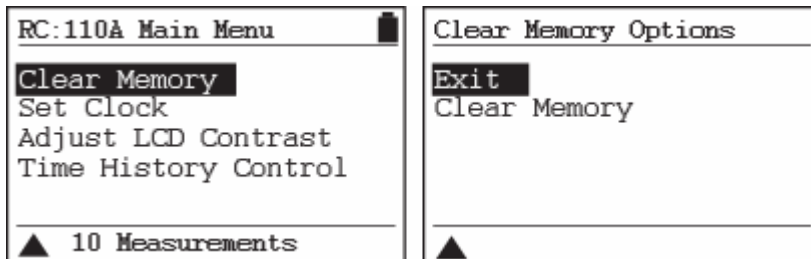 RC:110A Main Menu
Clear Memory
Set Clock
Adjust LCD Contrast
Time History Control
10 Measurements
Clear Memory Options
Exit
Clear Memory